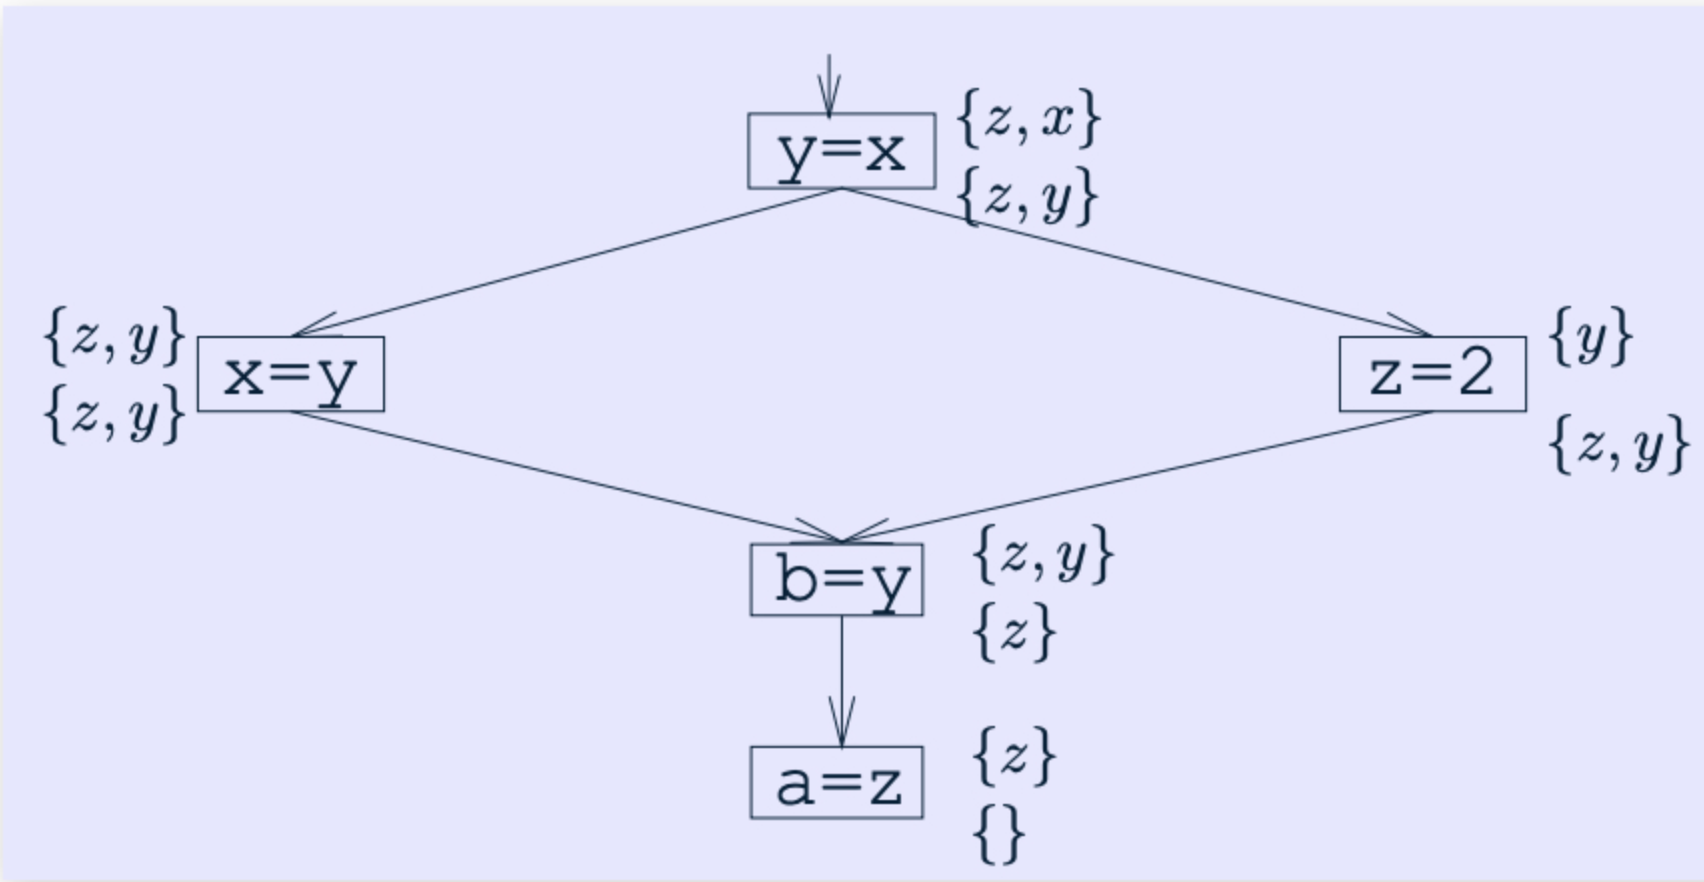 {z, x}
y=x
{z, y}
{z, y}
x=y
{z, y}
{y}
z=2
{z, y}
{z, y}
b=y
{z}
{z}
a=z
{}